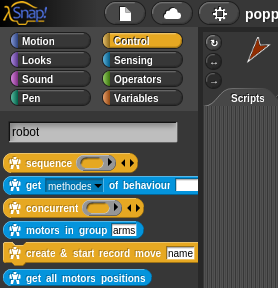 Snap!
popp
Motion Control
Looks Sensing
Sound Operators
Pen Variables
Scripts
robot
sequence
get methodes of behaviour
concurrent
motors in group arms
create & start record move name
get all motors positions